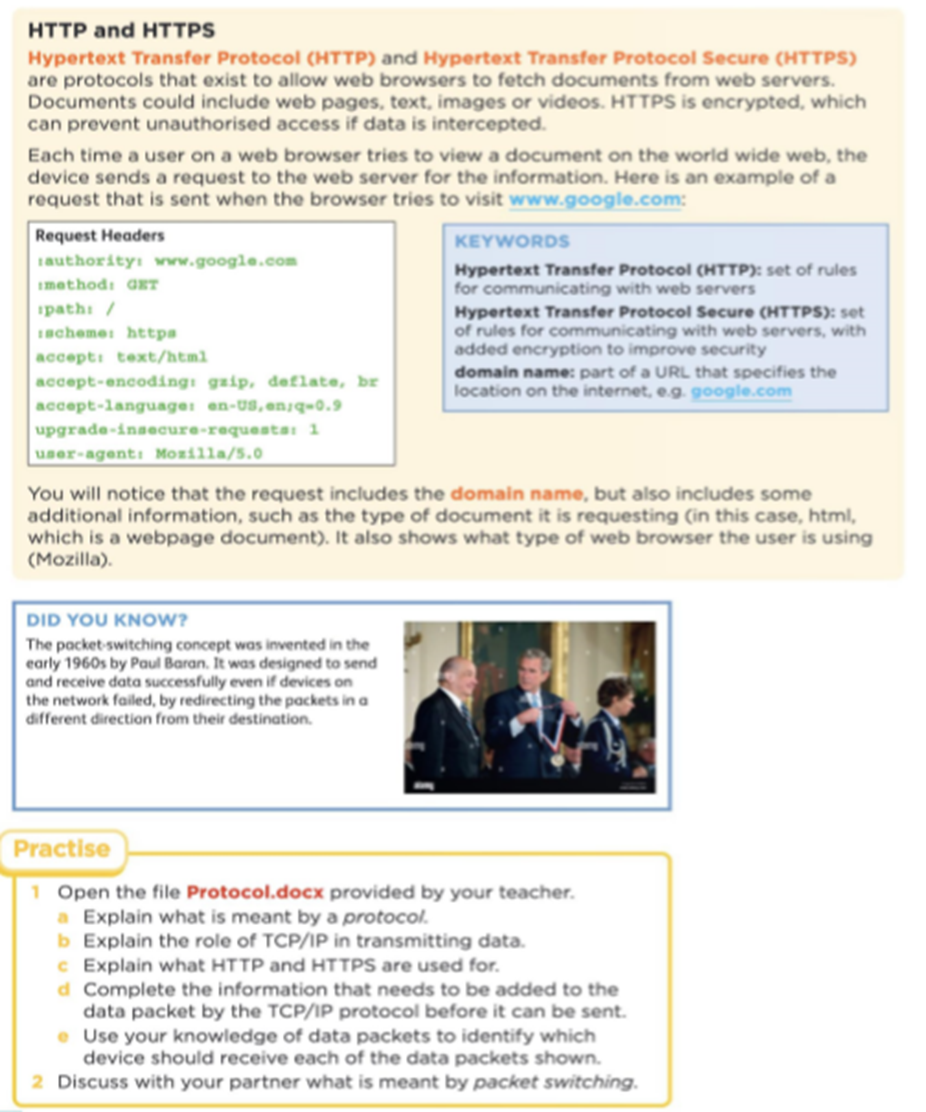 HTTP and HTTPS
Hypertext Transfer Protocol (HTTP) and Hypertext Transfer Protocol Secure (HTTPS)
are protocols that exist to allow web browsers to fetch documents from web servers.
Documents could include web pages, text, images or videos. HTTPS is encrypted, which
can prevent unauthorised access if data is intercepted.
Each time a user on a web browser tries to view a document on the world wide web, the
device sends a request to the web server for the information. Here is an example of a
request that is sent when the browser tries to visit www.google.com:
Request Headers
:authority: www.google.com
:method: GET
:path: /
:scheme: https
accept: text/html
accept-encoding: gzip, deflate, br
accept-language: en-US,en;q=0.9
upgrade-insecure-requests: 1
user-agent: Mozilla/5.0
KEYWORDS
Hypertext Transfer Protocol (HTTP): set of rules
for communicating with web servers
Hypertext Transfer Protocol Secure (HTTPS): set
of rules for communicating with web servers, with
added encryption to improve security
domain name: part of a URL that specifies the
location on the internet, e.g. google.com
You will notice that the request includes the domain name, but also includes some
additional information, such as the type of document it is requesting (in this case, html,
which is a webpage document). It also shows what type of web browser the user is using
(Mozilla).
DID YOU KNOW?
The packet-switching concept was invented in the
early 1960s by Paul Baran. It was designed to send
and receive data successfully even if devices on
the network failed, by redirecting the packets in a
different direction from their destination.
alamy
Practise
1 Open the file Protocol.docx provided by your teacher.
a Explain what is meant by a protocol.
b Explain the role of TCP/IP in transmitting data.
c Explain what HTTP and HTTPS are used for.
d Complete the information that needs to be added to the
data packet by the TCP/IP protocol before it can be sent.
e Use your knowledge of data packets to identify which
device should receive each of the data packets shown.
2 Discuss with your partner what is meant by packet switching.